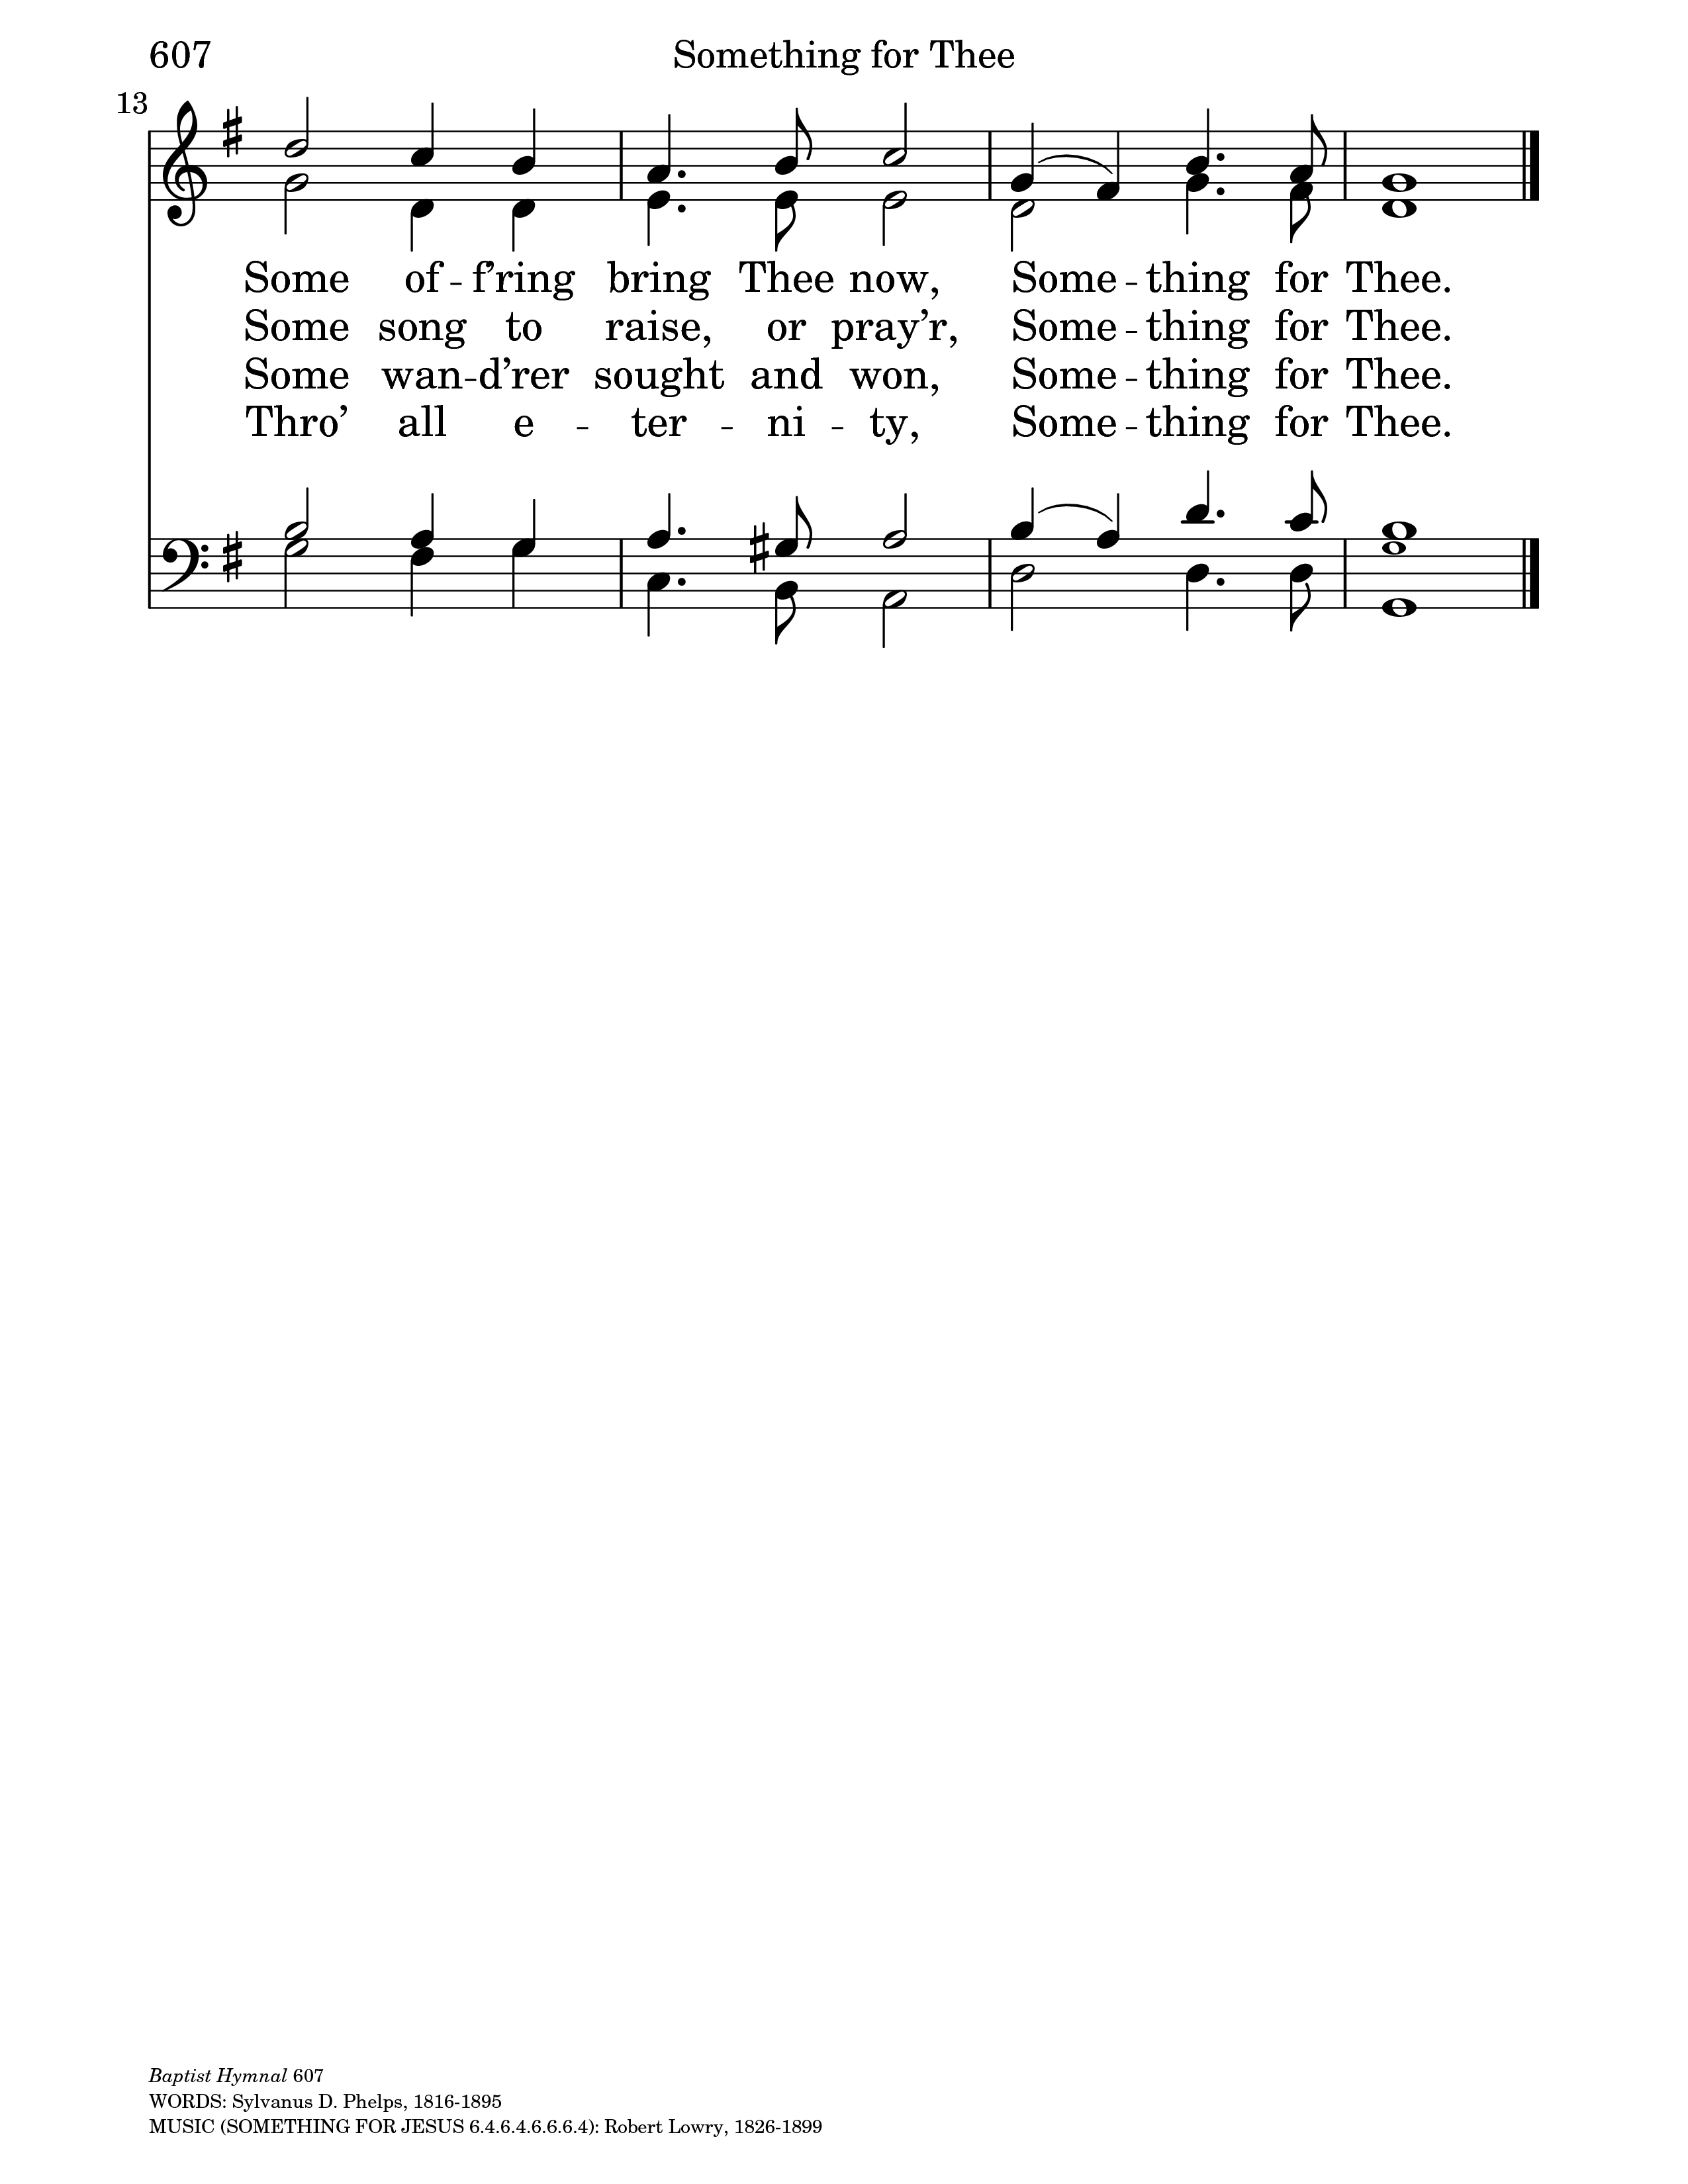 607 Something for Thee
13
Some of -- f’ring bring Thee now, Some -- thing for Thee.
Some song to raise, or pray’r, Some -- thing for Thee.
Some wan -- d’rer sought and won, Some -- thing for Thee.
Thro’ all e -- ter -- ni -- ty, Some -- thing for Thee.
Baptist Hymnal 607
WORDS: Sylvanus D. Phelps, 1816-1895
MUSIC (SOMETHING FOR JESUS 6.4.6.4.6.6.6.4): Robert Lowry, 1826-1899